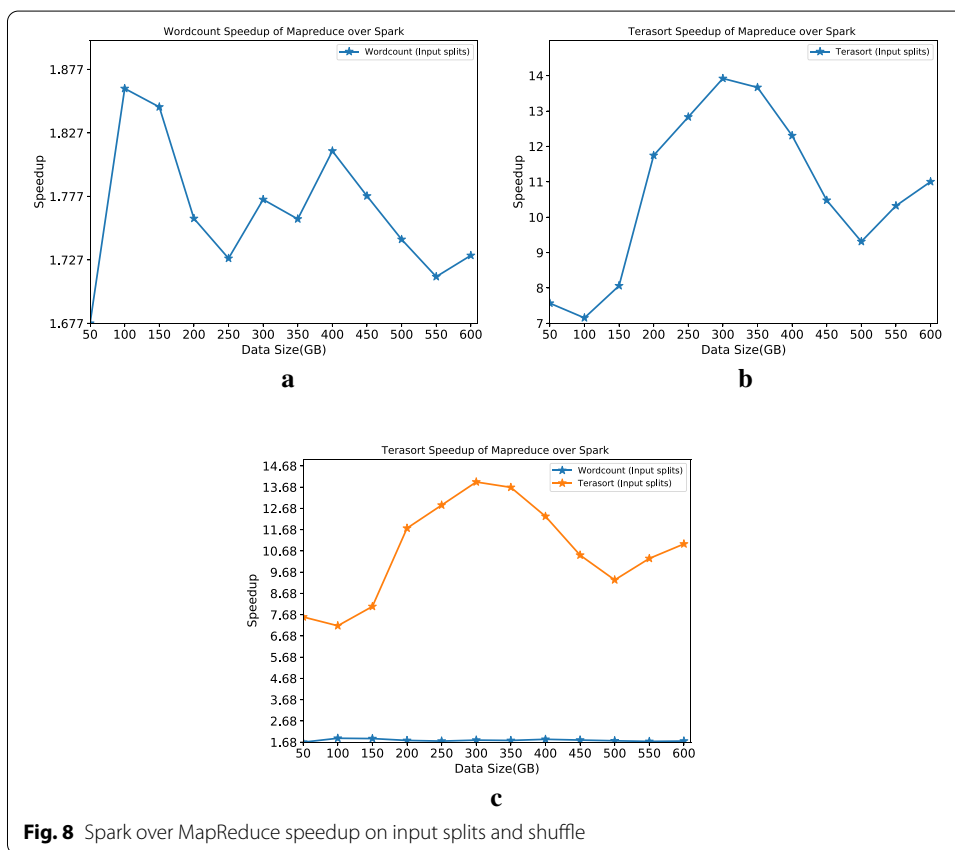 Wordcount Speedup of Mapreduce over Spark
Wordcount (Input splits)
1.877
1.827
1.777
1.727
1.677
Speedup
50 100 150 200 250 300 350 400 450 500 550 600
Data Size(GB)
a
Terasort Speedup of Mapreduce over Spark
Terasort (Input splits)
14
13
12
11
10
9
8
7
Speedup
50 100 150 200 250 300 350 400 450 500 550 600
Data Size(GB)
b
Terasort Speedup of Mapreduce over Spark
Wordcount (Input splits)
Terasort (Input splits)
14.68
13.68
12.68
11.68
10.68
9.68
8.68
7.68
6.68
5.68
4.68
3.68
2.68
1.68
Speedup
50 100 150 200 250 300 350 400 450 500 550 600
Data Size(GB)
c
Fig. 8 Spark over MapReduce speedup on input splits and shuffle